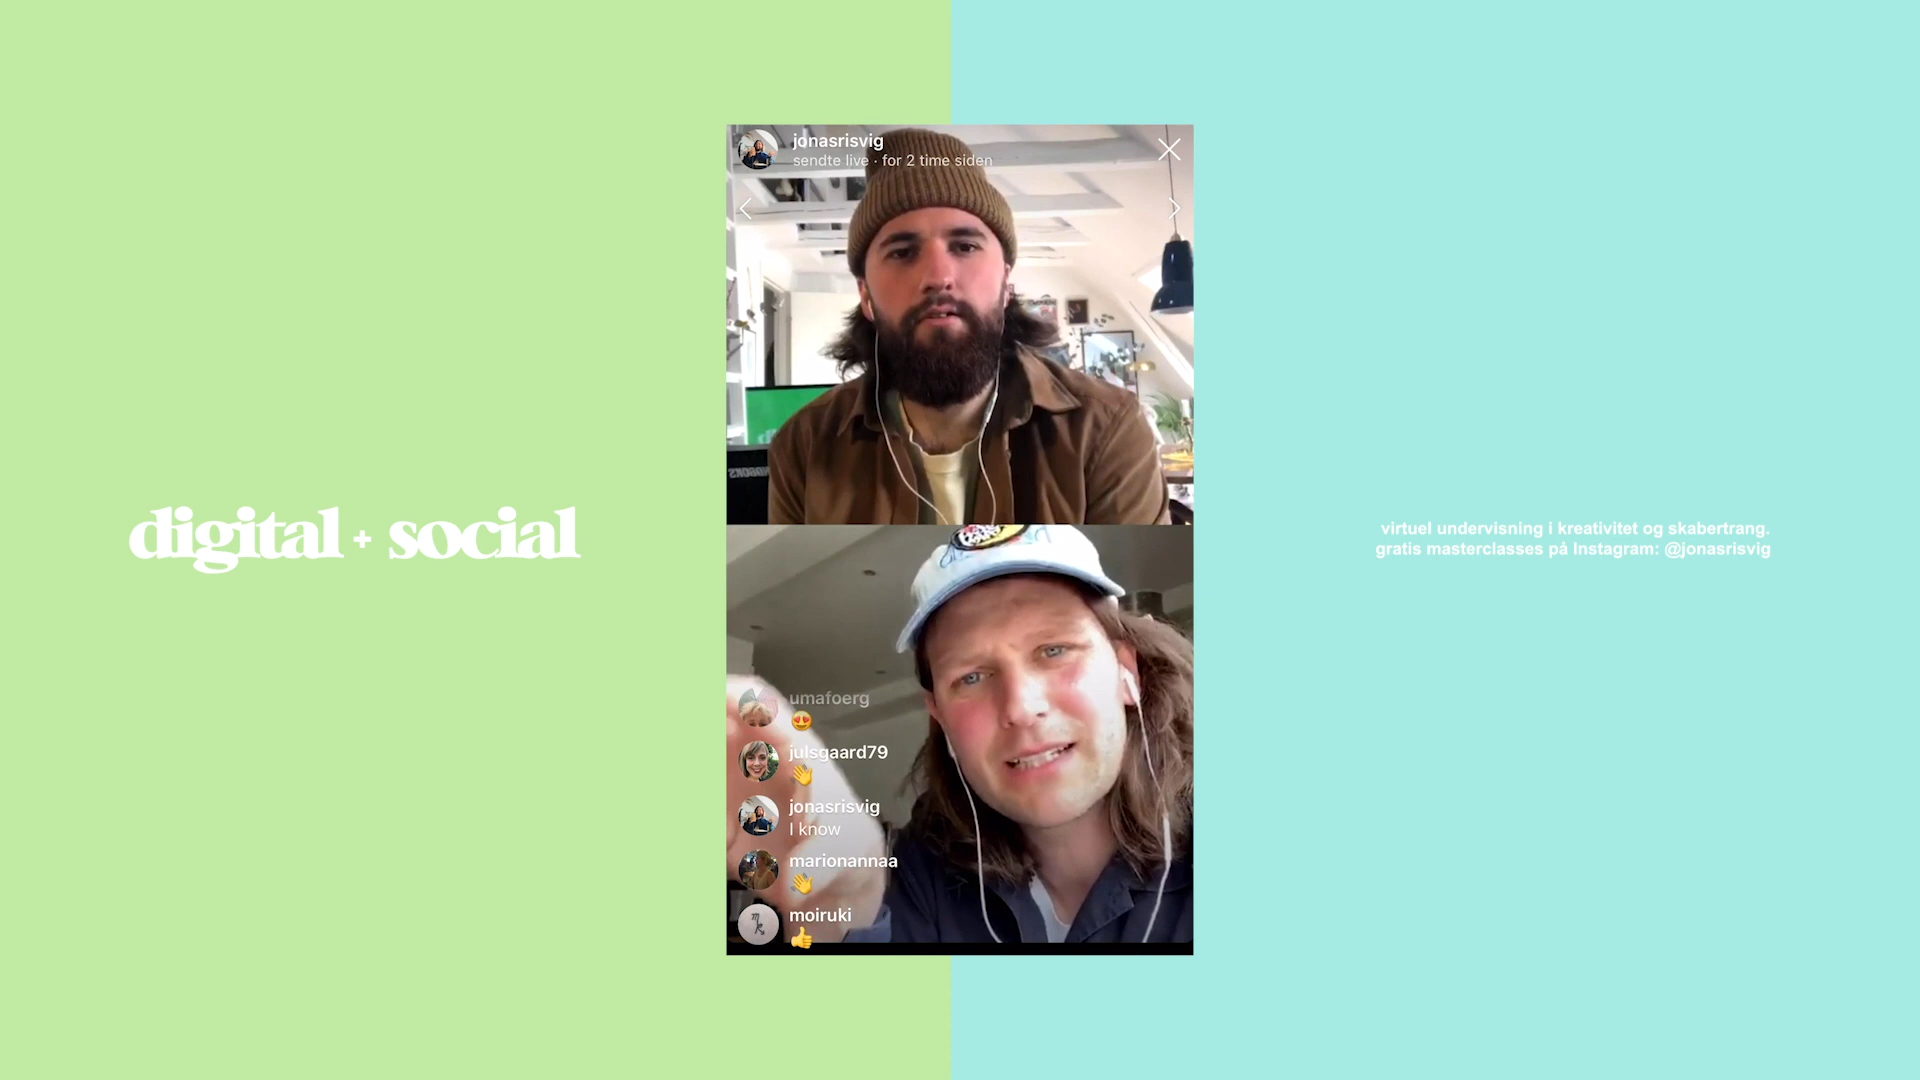 digital + social
jonasrisvig
sendte live · for 2 time siden
umafoerg
😍
julsgaard79
👋
jonasrisvig
I know
marionannaa
👋
moiruki
👍
virtuel undervisning i kreativitet og skabertrang.
gratis masterclasses på Instagram: @jonasrisvig